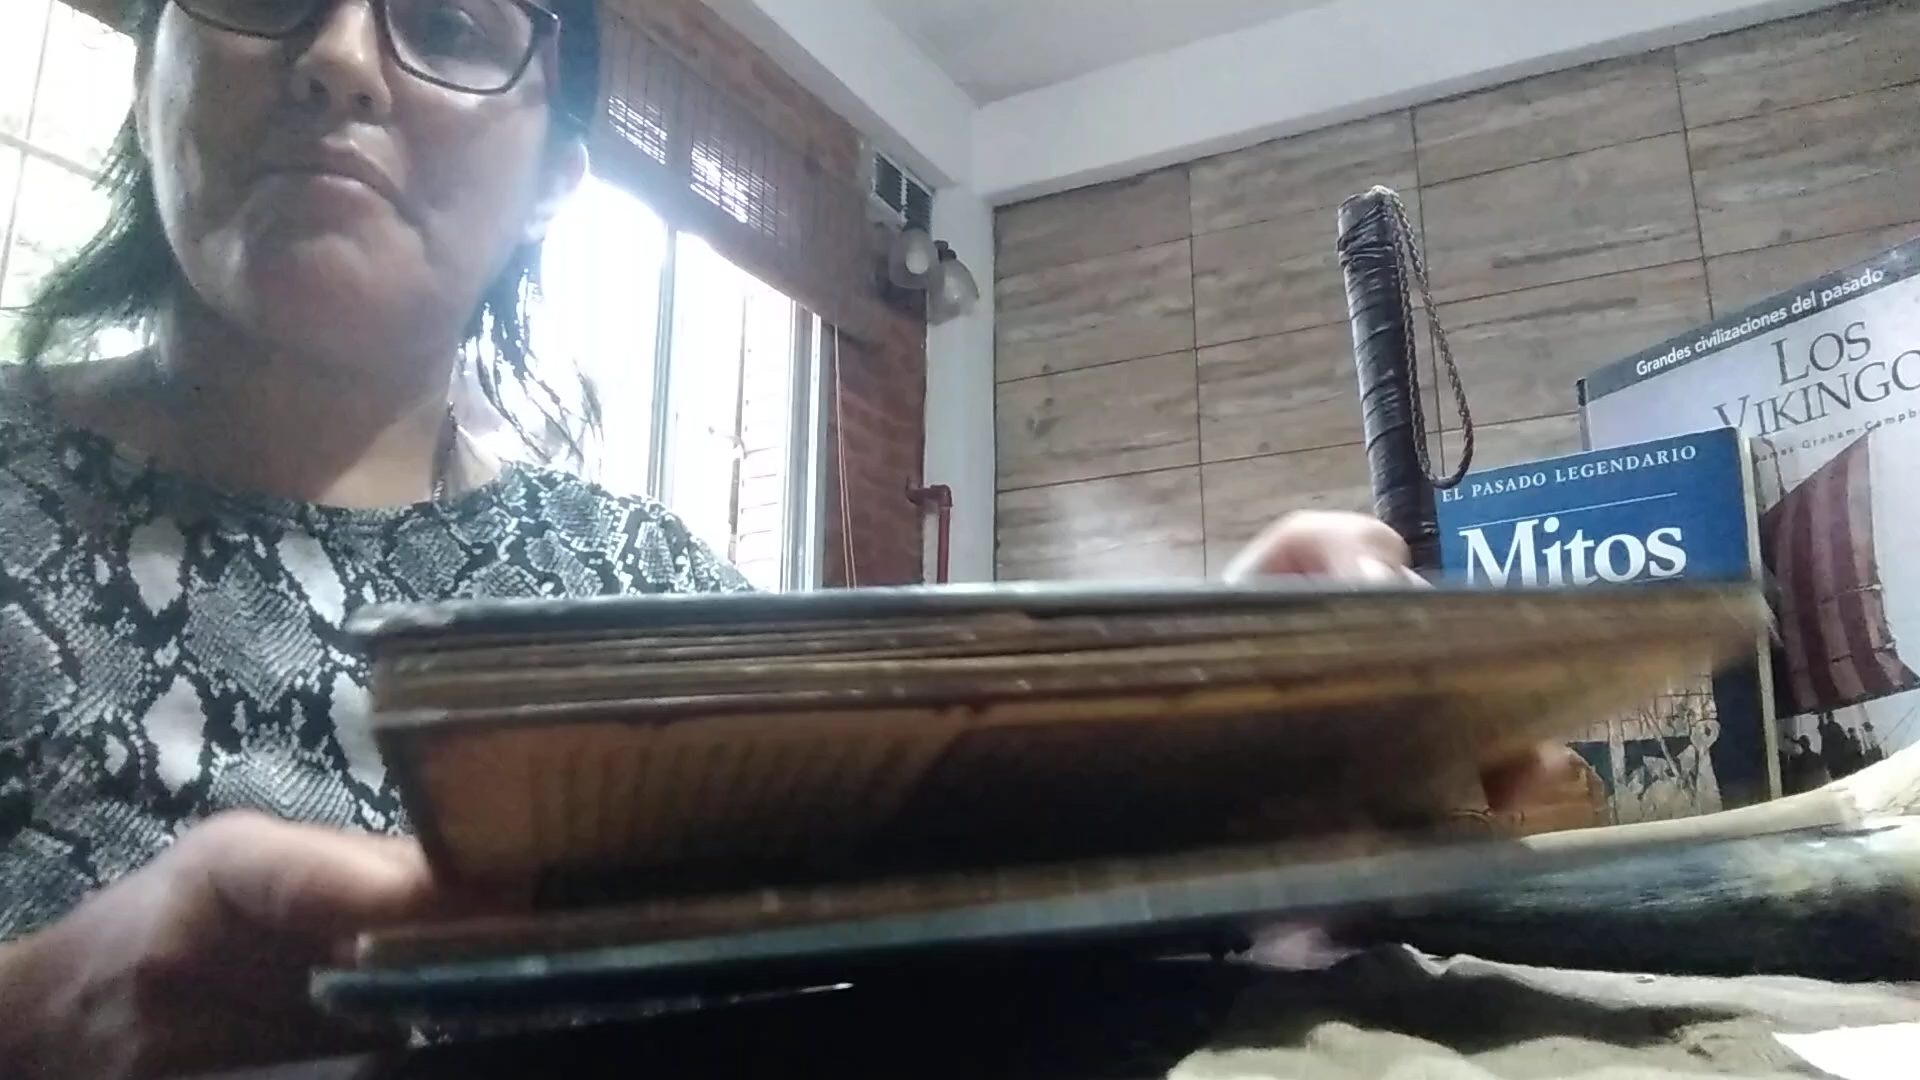 Grandes civilizaciones del pasado
LOS
VIKINGO
EL PASADO LEGENDARIO
Mitos